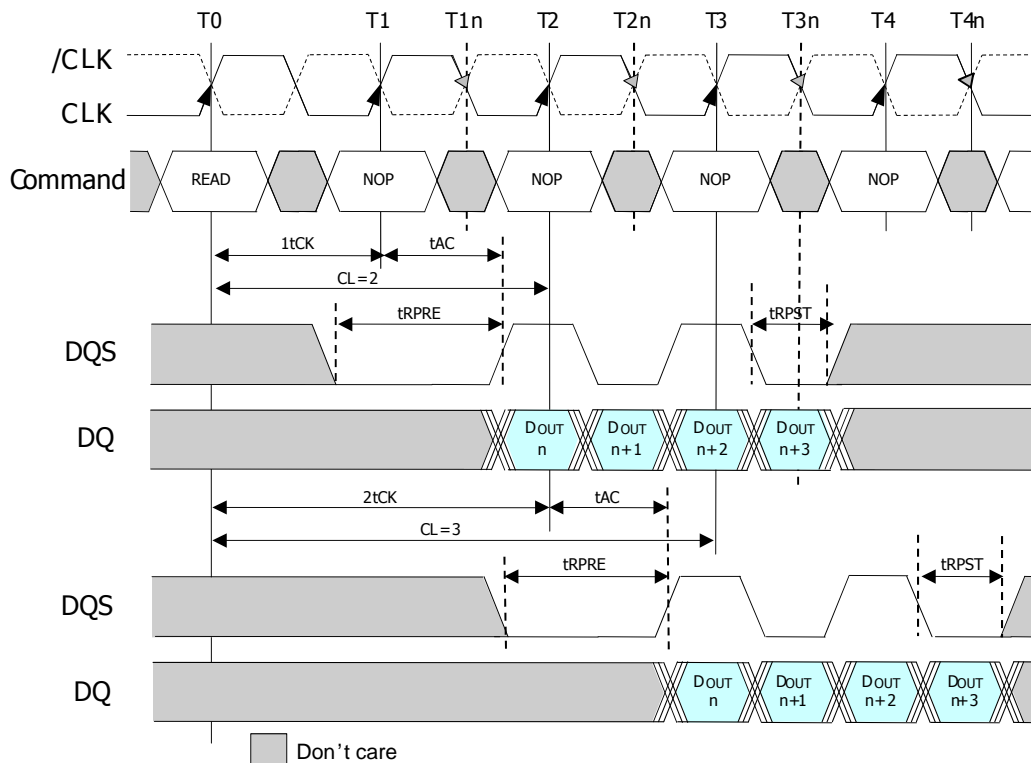 T0 T1 T1n T2 T2n T3 T3n T4 T4n
/CLK
CLK
Command READ NOP NOP NOP NOP
1tCK tAC
CL=2
tRPRE tRPST
DQS
DQ DOUT n DOUT n+1 DOUT n+2 DOUT n+3
2tCK tAC
CL=3
tRPRE tRPST
DQS
DQ DOUT n DOUT n+1 DOUT n+2 DOUT n+3
Don't care